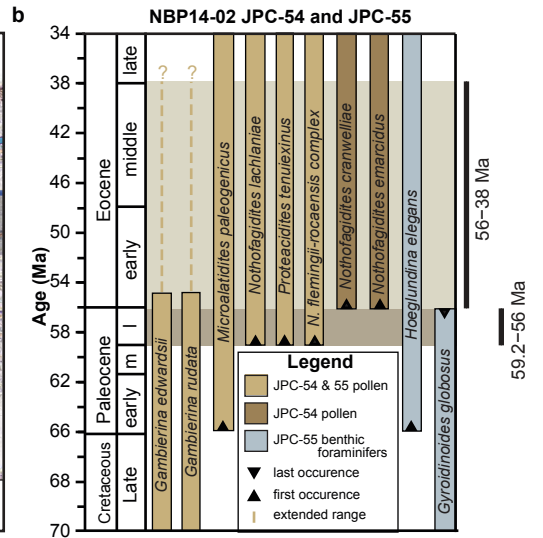 b
NBP14-02 JPC-54 and JPC-55
Age (Ma)
34
38
42
46
50
54
58
62
66
68
70
Eocene
Paleocene
Cretaceous
late
middle
early
l
m
early
Late
?
?
Gambierina edwardsii
Gambierina rudata
Microalatidites paleogenicus
Nothofagidites lachlaniae
Proteacidites tenuiexinus
N. flemingii-rocaensis complex
Nothofagidites cranwelliae
Nothofagidites emarcidus
Hoeglundina elegans
Gyroidinoides globosus
56–38 Ma
59.2–56 Ma
Legend
JPC-54 & 55 pollen
JPC-54 pollen
JPC-55 benthic
foraminifers
last occurence
first occurence
extended range